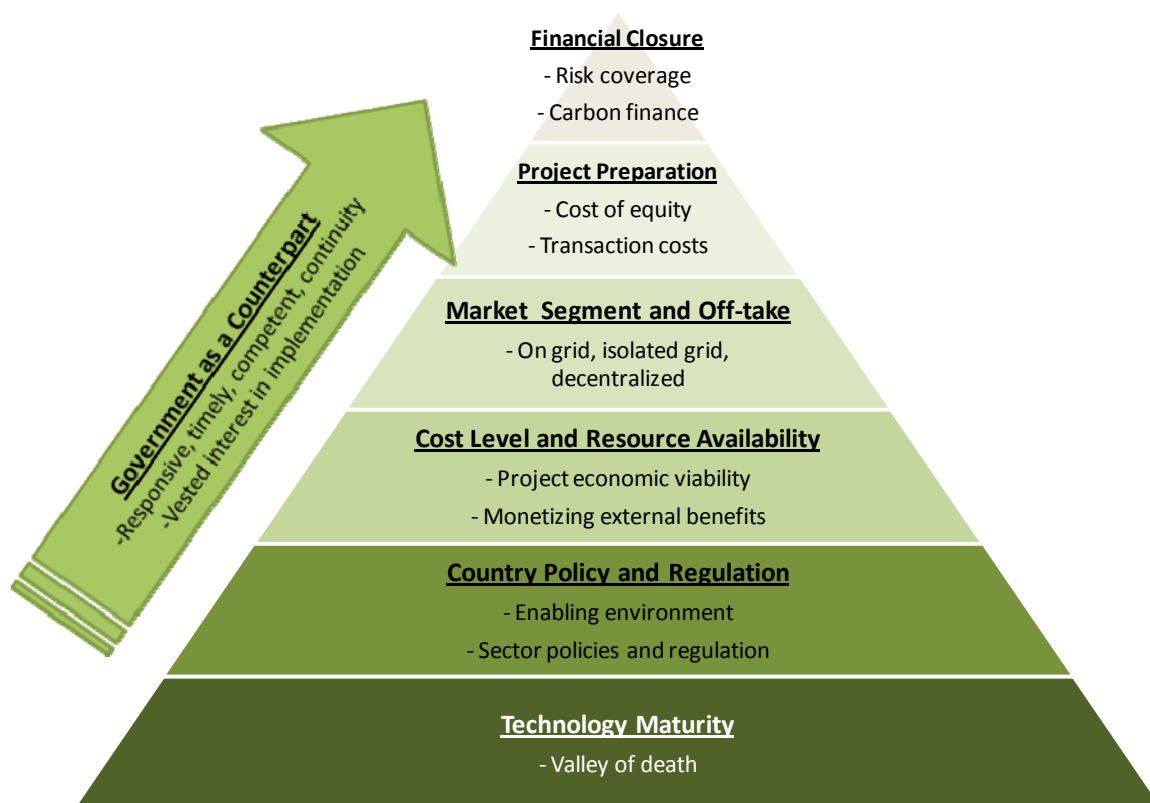 Financial Closure
- Risk coverage
- Carbon finance
Project Preparation
- Cost of equity
- Transaction costs
Market Segment and Off-take
- On grid, isolated grid,
decentralized
Cost Level and Resource Availability
- Project economic viability
- Monetizing external benefits
Country Policy and Regulation
- Enabling environment
- Sector policies and regulation
Technology Maturity
- Valley of death
Government as a Counterpart
-Responsive, timely, competent, continuity
-Vested interest in implementation